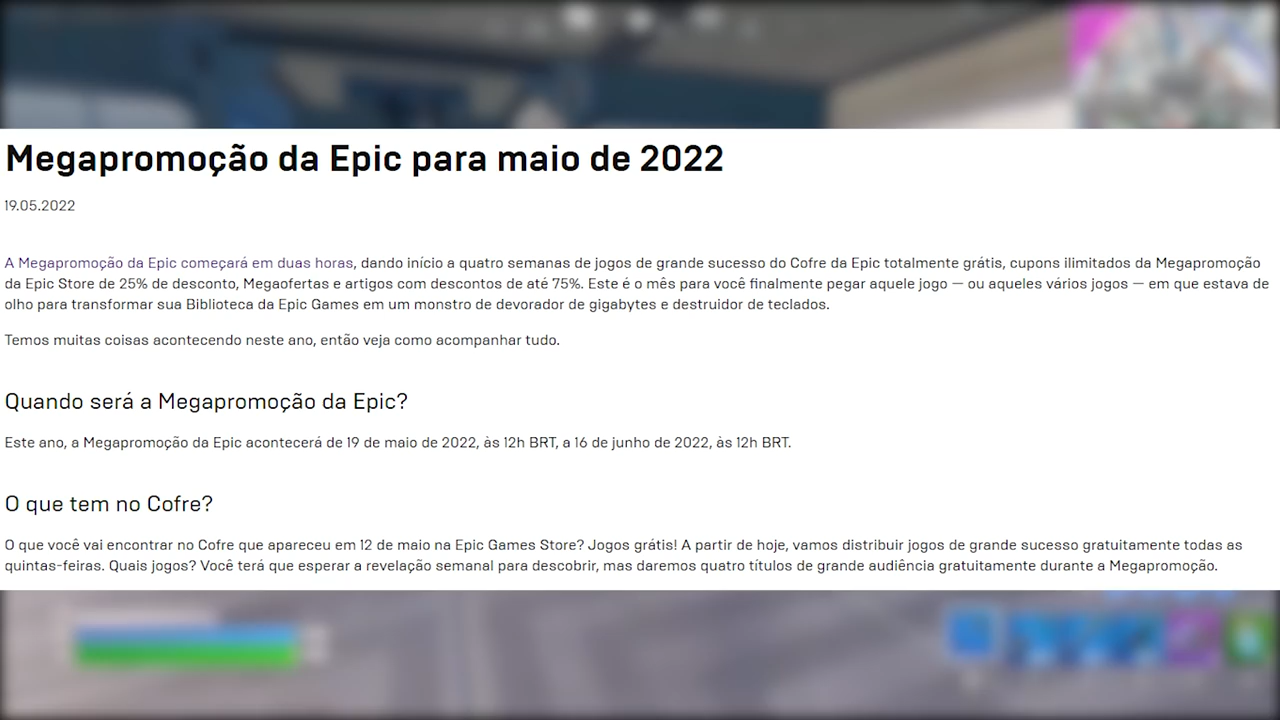 Megapromoção da Epic para maio de 2022
19.05.2022
A Megapromoção da Epic começará em duas horas, dando início a quatro semanas de jogos de grande sucesso do Cofre da Epic totalmente grátis, cupons ilimitados da Megapromoção
da Epic Store de 25% de desconto, Megaofertas e artigos com descontos de até 75%. Este é o mês para você finalmente pegar aquele jogo — ou aqueles vários jogos — em que estava de
olho para transformar sua Biblioteca da Epic Games em um monstro de devorador de gigabytes e destruidor de teclados.
Temos muitas coisas acontecendo neste ano, então veja como acompanhar tudo.
Quando será a Megapromoção da Epic?
Este ano, a Megapromoção da Epic acontecerá de 19 de maio de 2022, às 12h BRT, a 16 de junho de 2022, às 12h BRT.
O que tem no Cofre?
O que você vai encontrar no Cofre que apareceu em 12 de maio na Epic Games Store? Jogos grátis! A partir de hoje, vamos distribuir jogos de grande sucesso gratuitamente todas as
quintas-feiras. Quais jogos? Você terá que esperar a revelação semanal para descobrir, mas daremos quatro títulos de grande audiência gratuitamente durante a Megapromoção.